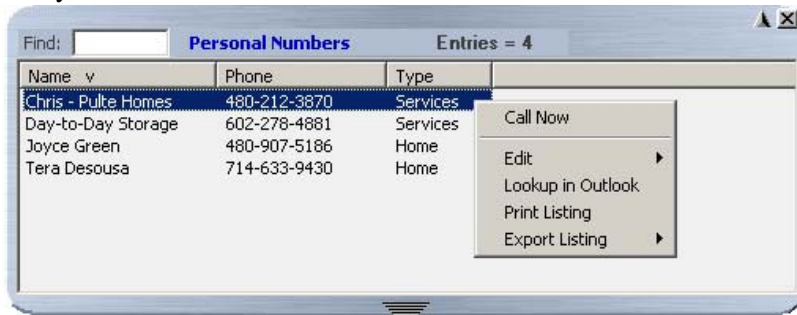 Find: Personal Numbers Entries = 4
Name v Phone Type
Chris - Pulte Homes 480-212-3870 Services
Day-to-Day Storage 602-278-4881 Services
Joyce Green 480-907-5186 Home
Tera Desousa 714-633-9430 Home
Call Now
Edit
Lookup in Outlook
Print Listing
Export Listing